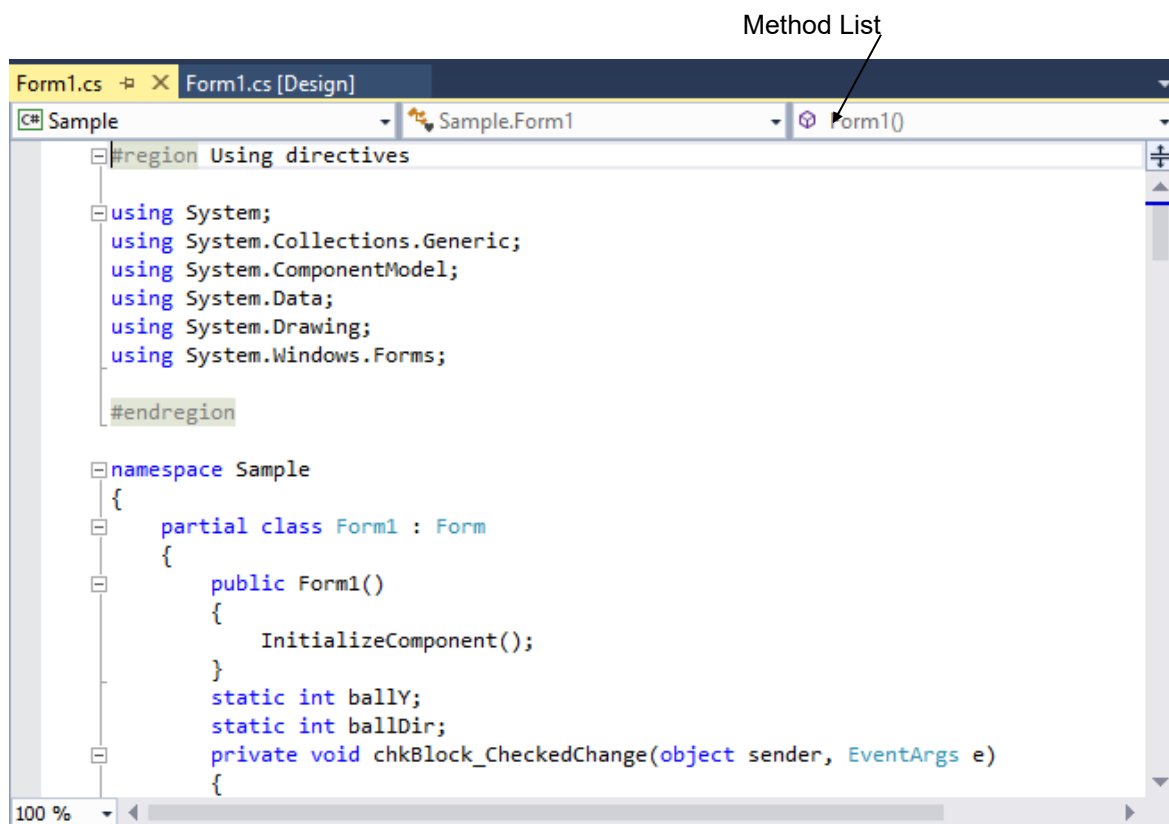 Method List
Form1.cs Form1.cs [Design]
C# Sample Sample.Form1 Form1()
#region Using directives
using System;
using System.Collections.Generic;
using System.ComponentModel;
using System.Data;
using System.Drawing;
using System.Windows.Forms;
#endregion
namespace Sample
{
partial class Form1 : Form
{
public Form1()
{
InitializeComponent();
}
static int ballY;
static int ballDir;
private void chkBlock_CheckedChange(object sender, EventArgs e)
{
100 %